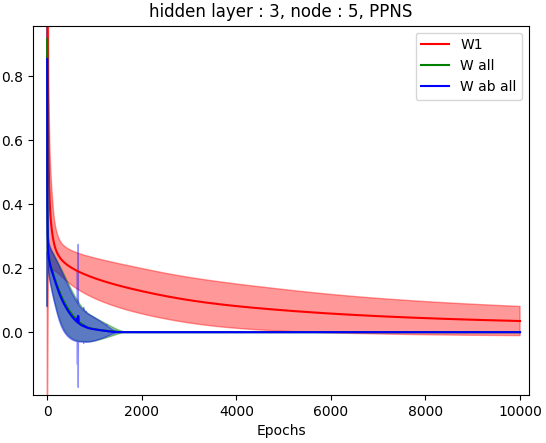 hidden layer : 3, node : 5, PPNS
W1
W all
W ab all
0.8
0.6
0.4
0.2
0.0
0 2000 4000 6000 8000 10000
Epochs